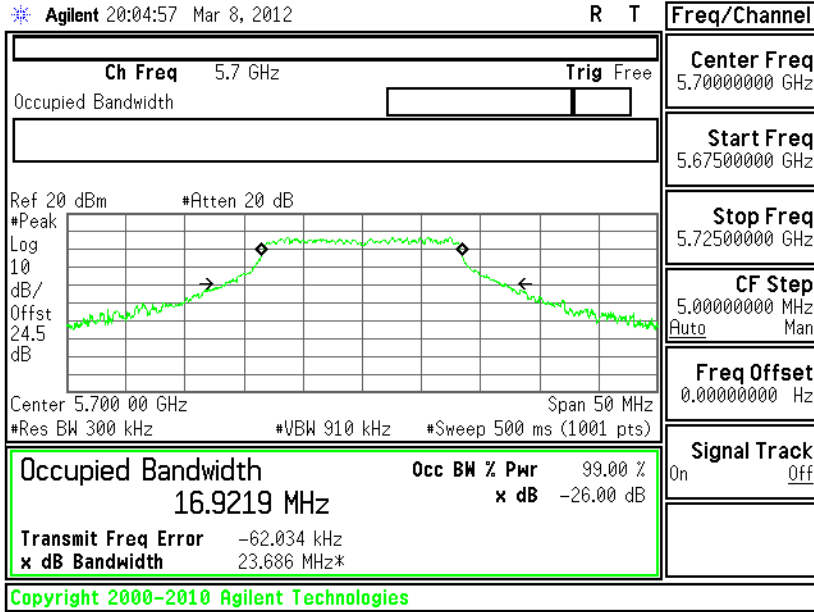 Agilent 20:04:57 Mar 8, 2012 R T
Freq/Channel
Ch Freq 5.7 GHz Trig Free
Occupied Bandwidth
Center Freq
5.70000000 GHz
Start Freq
5.67500000 GHz
Stop Freq
5.72500000 GHz
CF Step
5.00000000 MHz
Auto Man
Freq Offset
0.00000000 Hz
Signal Track
On Off
Ref 20 dBm #Atten 20 dB
#Peak
Log
10
dB/
Offst
24.5
dB
Center 5.700 00 GHz Span 50 MHz
#Res BW 300 kHz #VBW 910 kHz #Sweep 500 ms (1001 pts)
Occupied Bandwidth Occ BW % Pwr 99.00 %
16.9219 MHz x dB -26.00 dB
Transmit Freq Error -62.034 kHz
x dB Bandwidth 23.686 MHz*
Copyright 2000-2010 Agilent Technologies